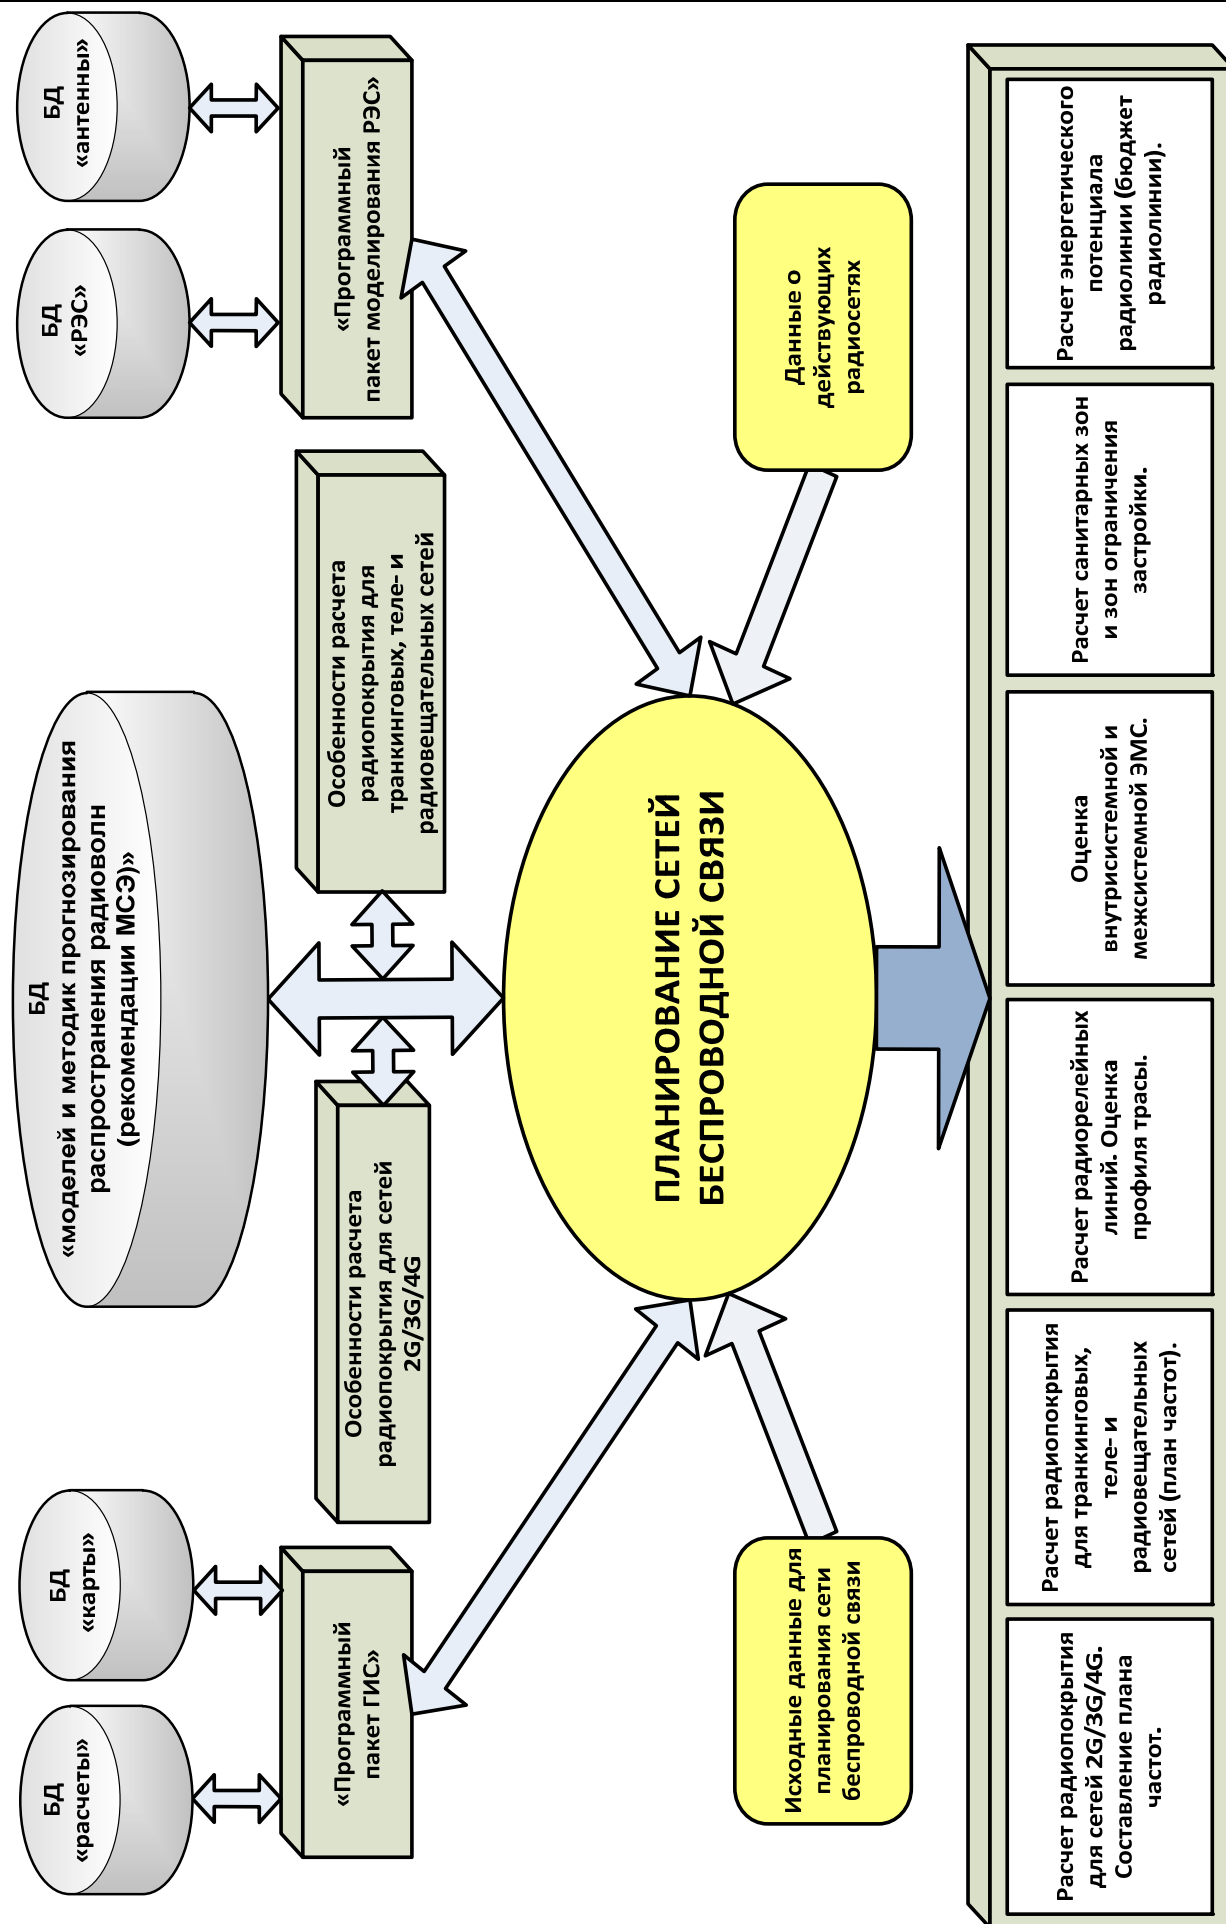 БД
«расчеты»
БД
«карты»
БД
«моделей и методик прогнозирования
распространения радиоволн
(рекомендации МСЭ)»
БД
«РЭС»
БД
«антенны»
«Программный
пакет ГИС»
Особенности расчета
радиопокрытия для сетей
2G/3G/4G
Особенности расчета
радиопокрытия для
транкинговых, теле- и
радиовещательных сетей
«Программный
пакет моделирования РЭС»
ПЛАНИРОВАНИЕ СЕТЕЙ
БЕСПРОВОДНОЙ СВЯЗИ
Исходные данные для
планирования сети
беспроводной связи
Данные о
действующих
радиосетях
Расчет радиопокрытия
для сетей 2G/3G/4G.
Составление плана
частот.
Расчет радиопокрытия
для транкинговых,
теле- и
радиовещательных
сетей (план частот).
Расчет радиорелейных
линий. Оценка
профиля трасы.
Оценка
внутрисистемной и
межсистемной ЭМС.
Расчет санитарных зон
и зон ограничения
застройки.
Расчет энергетического
потенциала
радиолинии (бюджет
радиолинии).